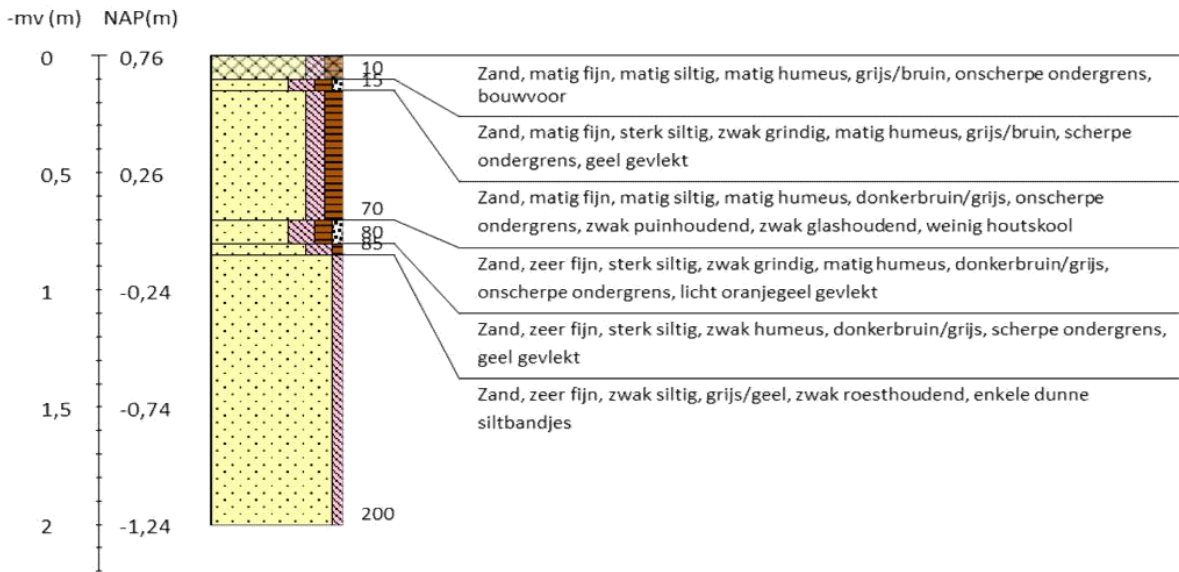 -mv (m) NAP(m)
0 0,76
10
Zand, matig fijn, matig siltig, matig humeus, grijs/bruin, onscherpe ondergrens,
bouwvoor
15
Zand, matig fijn, sterk siltig, zwak grindig, matig humeus, grijs/bruin, scherpe
ondergrens, geel gevlekt
0,5 0,26
Zand, matig fijn, matig siltig, matig humeus, donkerbruin/grijs, onscherpe
ondergrens, zwak puinhoudend, zwak glashoudend, weinig houtskool
70
80
85
Zand, zeer fijn, sterk siltig, zwak grindig, matig humeus, donkerbruin/grijs,
onscherpe ondergrens, licht oranjegeel gevlekt
1 -0,24
Zand, zeer fijn, sterk siltig, zwak humeus, donkerbruin/grijs, scherpe ondergrens,
geel gevlekt
Zand, zeer fijn, zwak siltig, grijs/geel, zwak roesthoudend, enkele dunne
siltbandjes
1,5 -0,74
200
2 -1,24